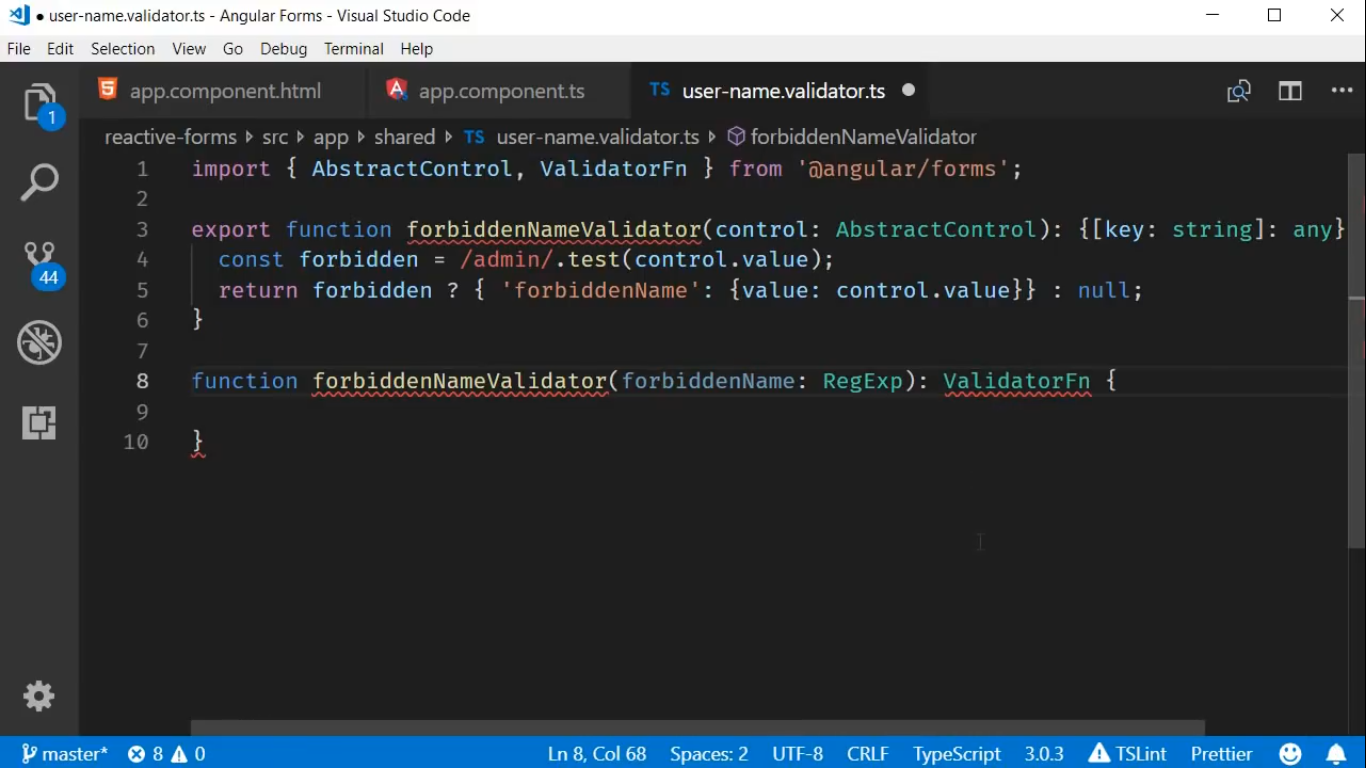 ● user-name.validator.ts - Angular Forms - Visual Studio Code
File Edit Selection View Go Debug Terminal Help
app.component.html app.component.ts TS user-name.validator.ts ●
1
reactive-forms > src > app > shared > TS user-name.validator.ts > forbiddenNameValidator
1 import { AbstractControl, ValidatorFn } from '@angular/forms';
2
3 export function forbiddenNameValidator(control: AbstractControl): {[key: string]: any}
4 const forbidden = /admin/.test(control.value);
44
5 return forbidden ? { 'forbiddenName': {value: control.value}} : null;
6 }
7
8 function forbiddenNameValidator(forbiddenName: RegExp): ValidatorFn {
9
10 }
master* 8 0 Ln 8, Col 68 Spaces: 2 UTF-8 CRLF TypeScript 3.0.3 TSLint Prettier